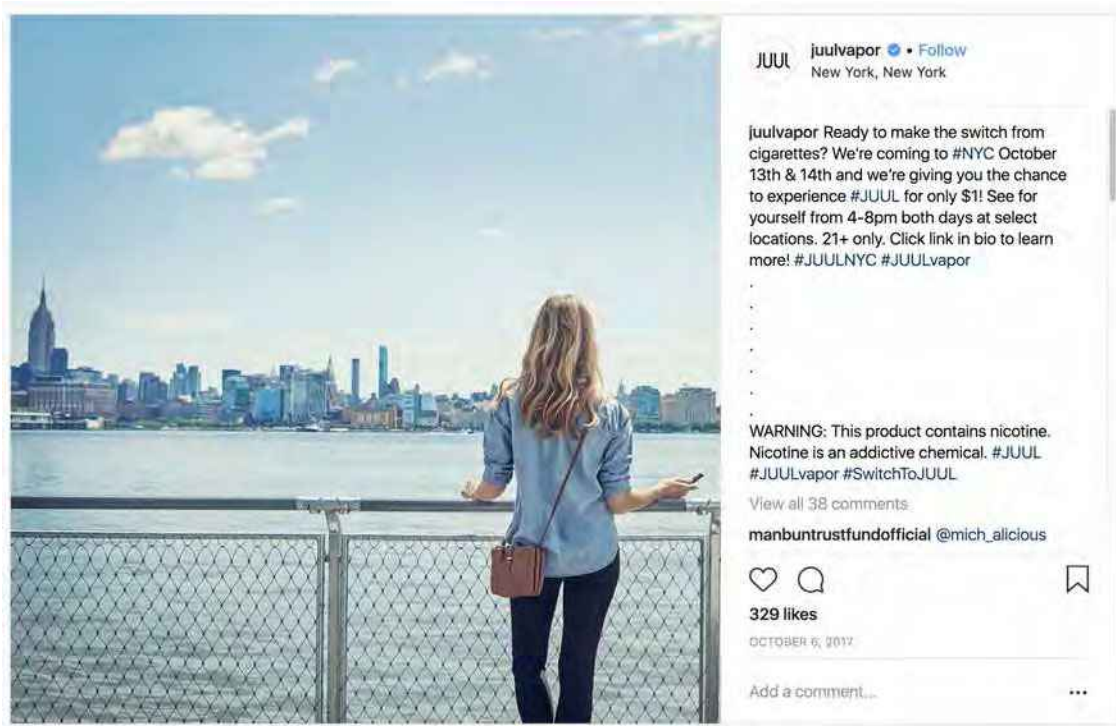 JUUL
juulvapor • Follow
New York, New York
juulvapor Ready to make the switch from
cigarettes? We're coming to #NYC October
13th & 14th and we're giving you the chance
to experience #JUUL for only $1! See for
yourself from 4-8pm both days at select
locations. 21+ only. Click link in bio to learn
more! #JUULNYC #JUULvapor
.
.
.
.
.
.
.
WARNING: This product contains nicotine.
Nicotine is an addictive chemical. #JUUL
#JUULvapor #SwitchToJUUL
View all 38 comments
manbuntrustfundofficial @mich_alicious
329 likes
OCTOBER 6, 2017
Add a comment...